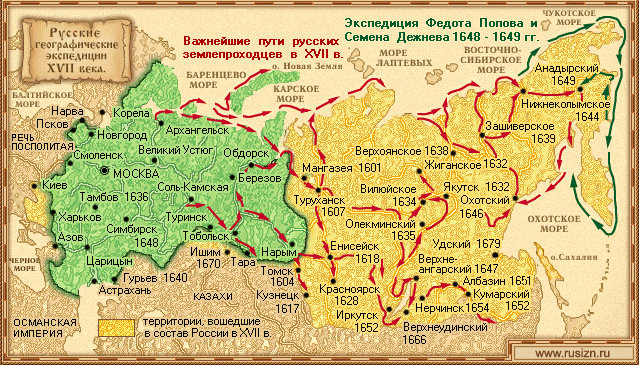 Русские
географические
экспедиции
XVII века.
Важнейшие пути русских
землепроходцев в XVII в.
Экспедиция Федота Попова и
Семена Дежнева 1648 - 1649 гг.
ЧУКОТСКОЕ
МОРЕ
ВОСТОЧНО-
СИБИРСКОЕ
МОРЕ
МОРЕ
ЛАПТЕВЫХ
о. Новая Земля
БАРЕНЦЕВО
МОРЕ
КАРСКОЕ
МОРЕ
БАЛТИЙСКОЕ
МОРЕ
Анадырский
1649
Нижнеколымское
1644
Зашиверское
1639
Нарва
Корела
Псков
Новгород
Архангельск
РЕЧЬ
ПОСПОЛИТАЯ
Смоленск
Великий Устюг
Обдорск
МОСКВА
Березов
Соль-Камская
Мангазея 1601
Верхоянское 1638
Жиганское 1632
Киев
Тамбов 1636
Туринск
Туруханск
1607
Вилюйское
1634
Якутск 1632
Охотский
1646
Харьков
Симбирск
1648
Тобольск
Олекминский
1635
ОХОТСКОЕ
МОРЕ
Азов
Ишим
1670
Тара
Нарым
Енисейск
1618
Удский 1679
Верхне-
ангарский 1647
о.Сахалин
ЧЕРНОЕ
МОРЕ
Царицын
Гурьев 1640
Астрахань
Томск
1604
Красноярск
1628
Албазин 1651
Кумарский
1652
КАЗАХИ
Кузнецк
1617
Иркутск
1652
Нерчинск 1654
Верхнеудинский
1666
ОСМАНСКАЯ
ИМПЕРИЯ
территории, вошедшие
в состав России в XVII в.
www.rusizn.ru